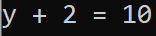 y + 2 = 10